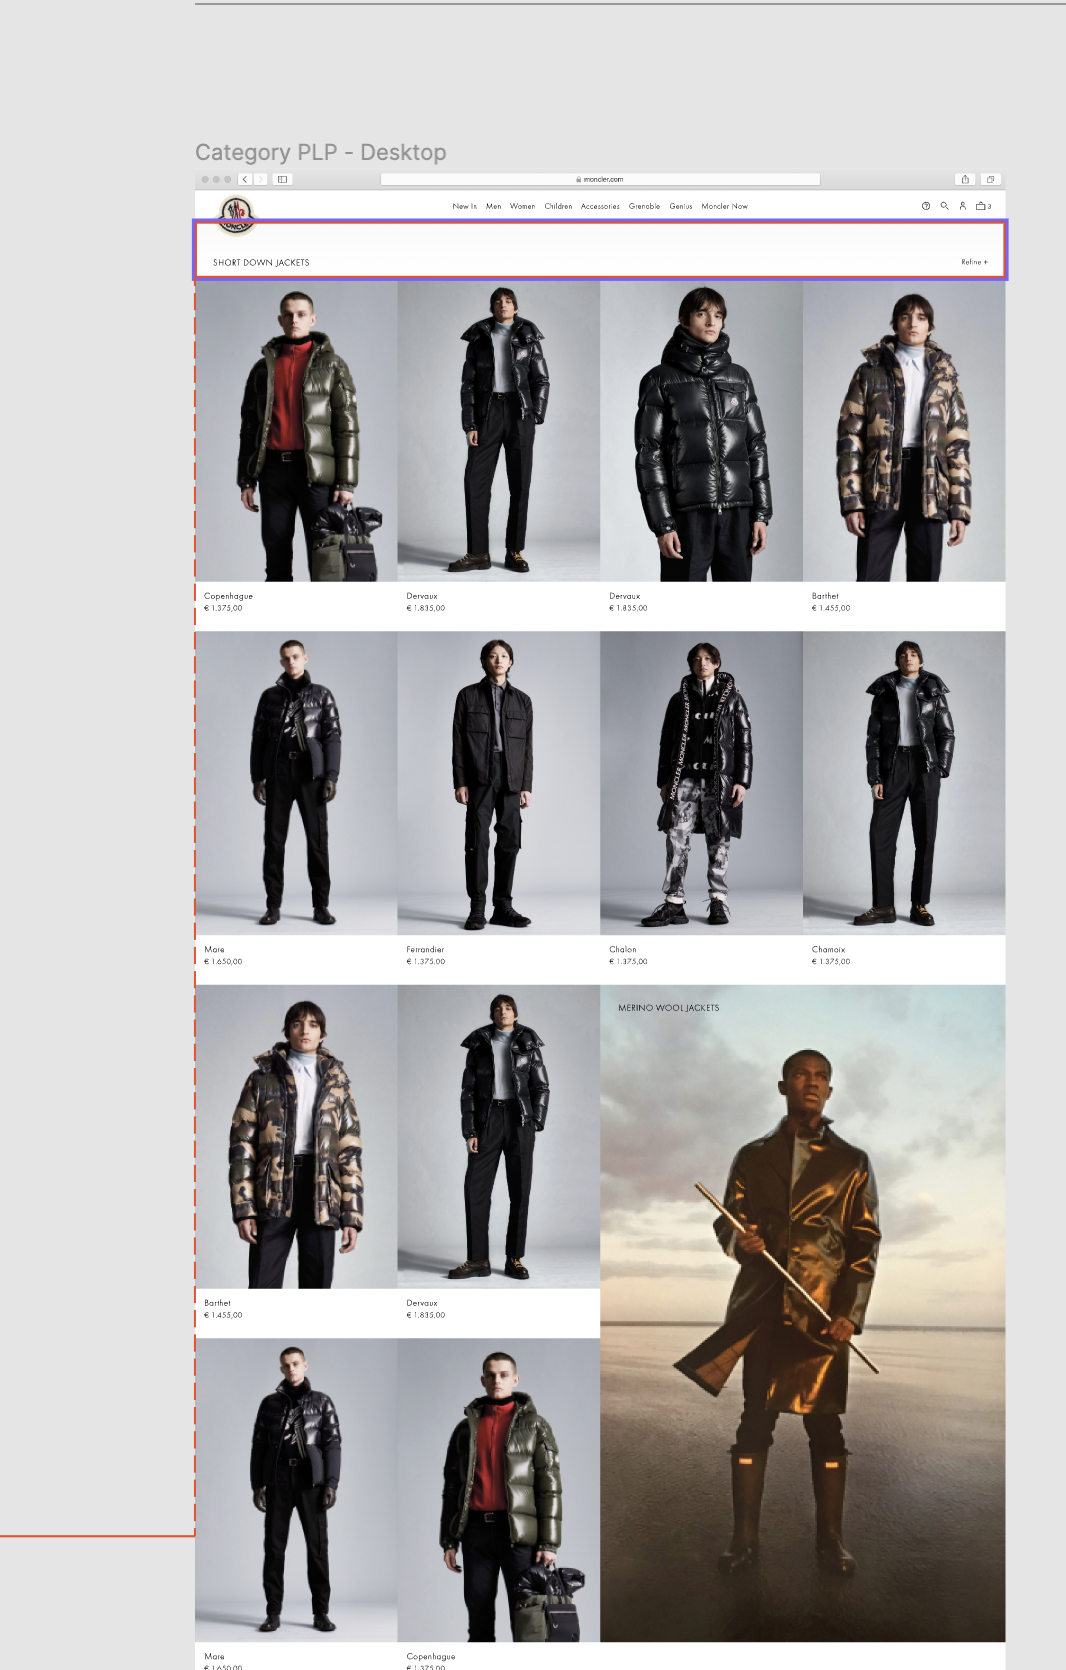 Category PLP - Desktop
moncler.com
MONCLER
New In Men Women Children Accessories Grenoble Genius Moncler Now
3
SHORT DOWN JACKETS
Refine +
Copenhague
€ 1.375,00
Dervaux
€ 1.835,00
Dervaux
€ 1.835,00
Barthet
€ 1.455,00
MONCLER MONCLER
Mare
€ 1.650,00
Ferrandier
€ 1.375,00
Chalon
€ 1.375,00
Chamoix
€ 1.375,00
MERINO WOOL JACKETS
Barthet
€ 1.455,00
Dervaux
€ 1.835,00
Mare
€ 1.650,00
Copenhague
€ 1.375,00